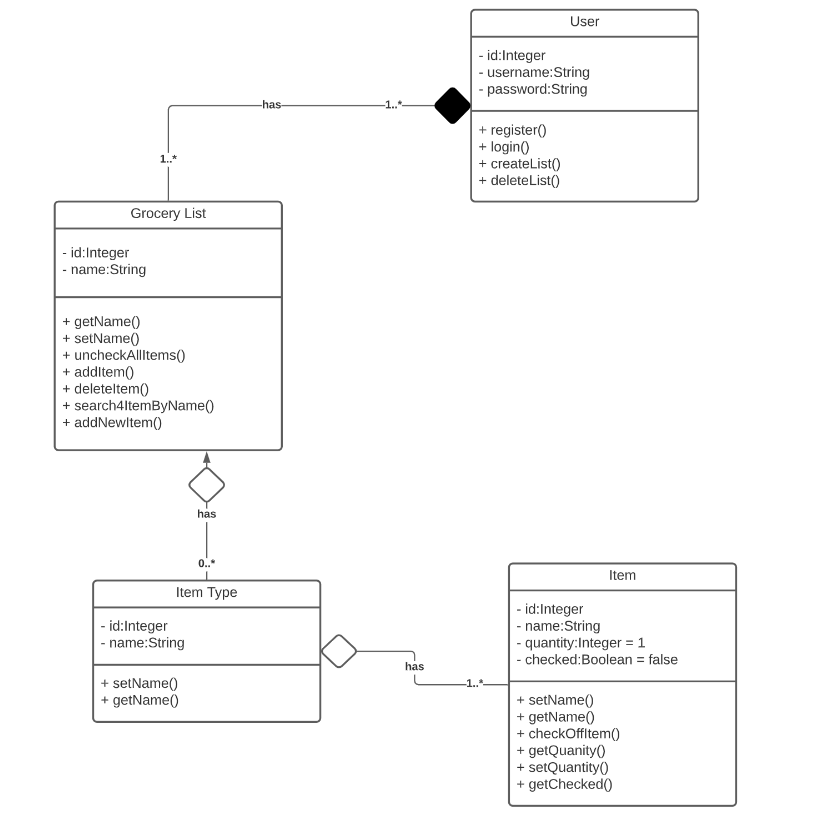 User
- id:Integer
- username:String
- password:String
+ register()
+ login()
+ createList()
+ deleteList()
has
1..*
1..*
Grocery List
- id:Integer
- name:String
+ getName()
+ setName()
+ uncheckAllItems()
+ addItem()
+ deleteItem()
+ search4ItemByName()
+ addNewItem()
has
0..*
Item Type
- id:Integer
- name:String
+ setName()
+ getName()
has
1..*
Item
- id:Integer
- name:String
- quantity:Integer = 1
- checked:Boolean = false
+ setName()
+ getName()
+ checkOffItem()
+ getQuanity()
+ setQuantity()
+ getChecked()